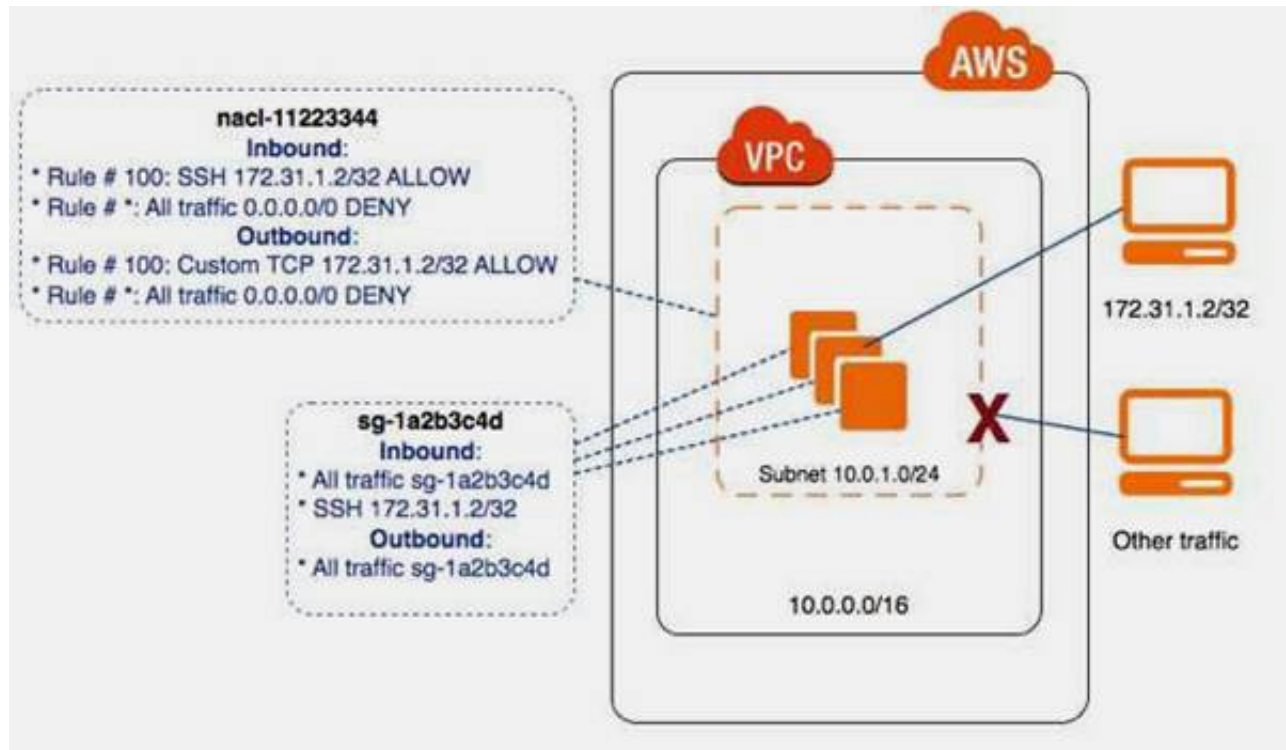 AWS
VPC
nacl-11223344
Inbound:
* Rule # 100: SSH 172.31.1.2/32 ALLOW
* Rule # *: All traffic 0.0.0.0/0 DENY
Outbound:
* Rule # 100: Custom TCP 172.31.1.2/32 ALLOW
* Rule # *: All traffic 0.0.0.0/0 DENY
172.31.1.2/32
sg-1a2b3c4d
Inbound:
* All traffic sg-1a2b3c4d
* SSH 172.31.1.2/32
Outbound:
* All traffic sg-1a2b3c4d
X
Subnet 10.0.1.0/24
Other traffic
10.0.0.0/16